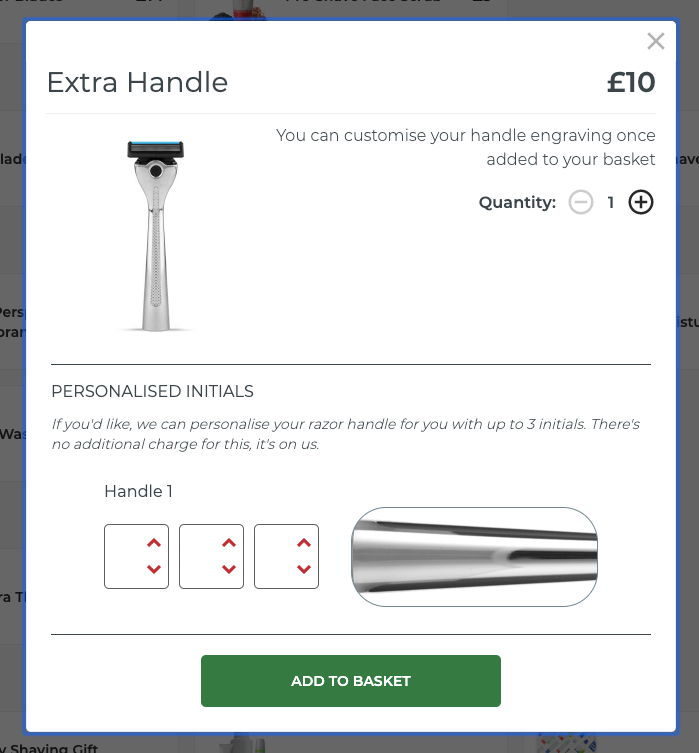 Extra Handle
£10
You can customise your handle engraving once
added to your basket
Quantity: 1
PERSONALISED INITIALS
If you'd like, we can personalise your razor handle for you with up to 3 initials. There's
no additional charge for this, it's on us.
Handle 1
ADD TO BASKET
y Shaving Gift